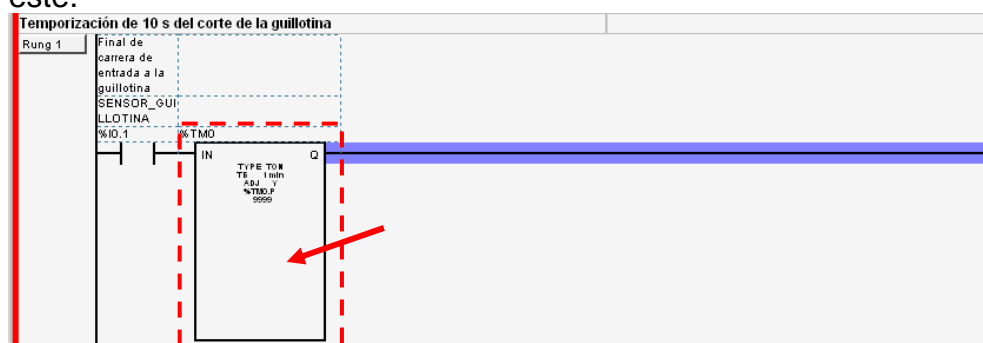 este.
Temporización de 10 s del corte de la guillotina
Rung 1
Final de
carrera de
entrada a la
guillotina
SENSOR_GUI
LLOTINA
%I0.1
%TM0
IN Q
TYPE TON
TB 1min
ADJ Y
%TM0.P
9999